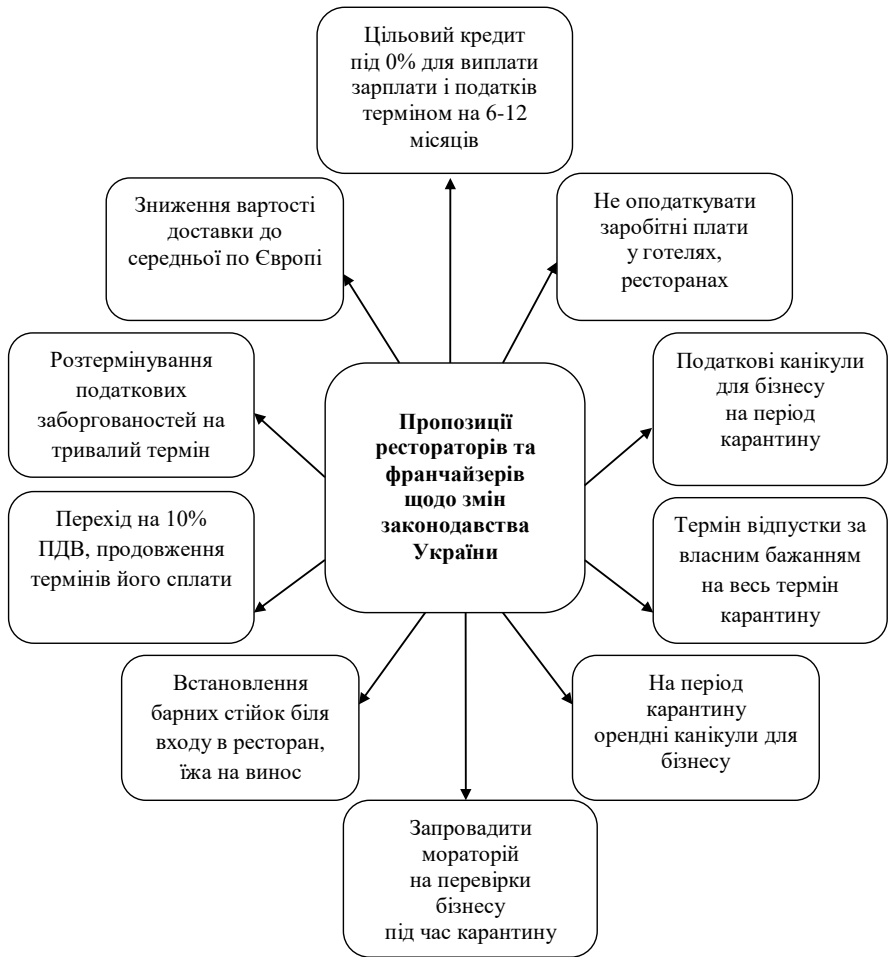 Цільовий кредит
під 0% для виплати
зарплати і податків
терміном на 6-12
місяців
Зниження вартості
доставки до
середньої по Європі
Не оподаткувати
заробітні плати
у готелях,
ресторанах
Розтермінування
податкових
заборгованостей на
тривалий термін
Пропозиції
рестораторів та
франчайзерів
щодо змін
законодавства
України
Податкові канікули
для бізнесу
на період
карантину
Перехід на 10%
ПДВ, продовження
термінів його сплати
Термін відпустки за
власним бажанням
на весь термін
карантину
Встановлення
барних стійок біля
входу в ресторан,
їжа на винос
На період
карантину
орендні канікули для
бізнесу
Запровадити
мораторій
на перевірки
бізнесу
під час карантину